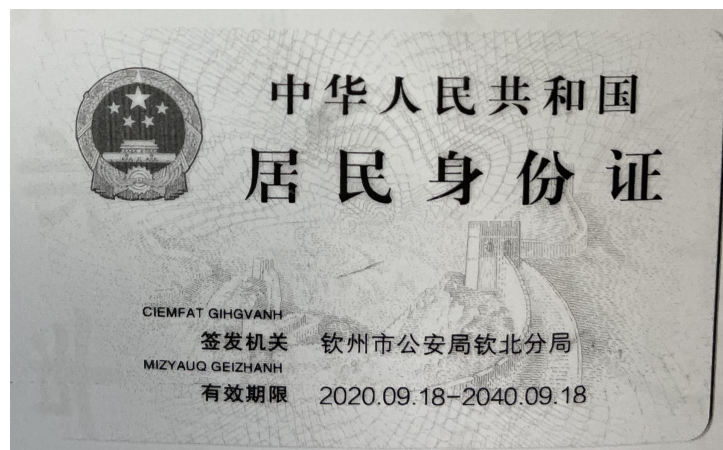 中华人民共和国
居民身份证
CIEMFAT GIHGVANH
签发机关 钦州市公安局钦北分局
MIZYAUQ GEIZHANH
有效期限 2020.09.18-2040.09.18